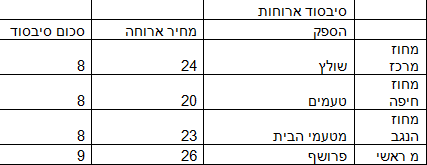 סיבסוד ארוחות
הספק מחיר ארוחה סכום סיבסוד
מחוז
מרכז שולץ 24 8
מחוז
חיפה טעמים 20 8
מחוז
הנגב מטעמי הבית 23 8
מ ראשי פרושף 26 9